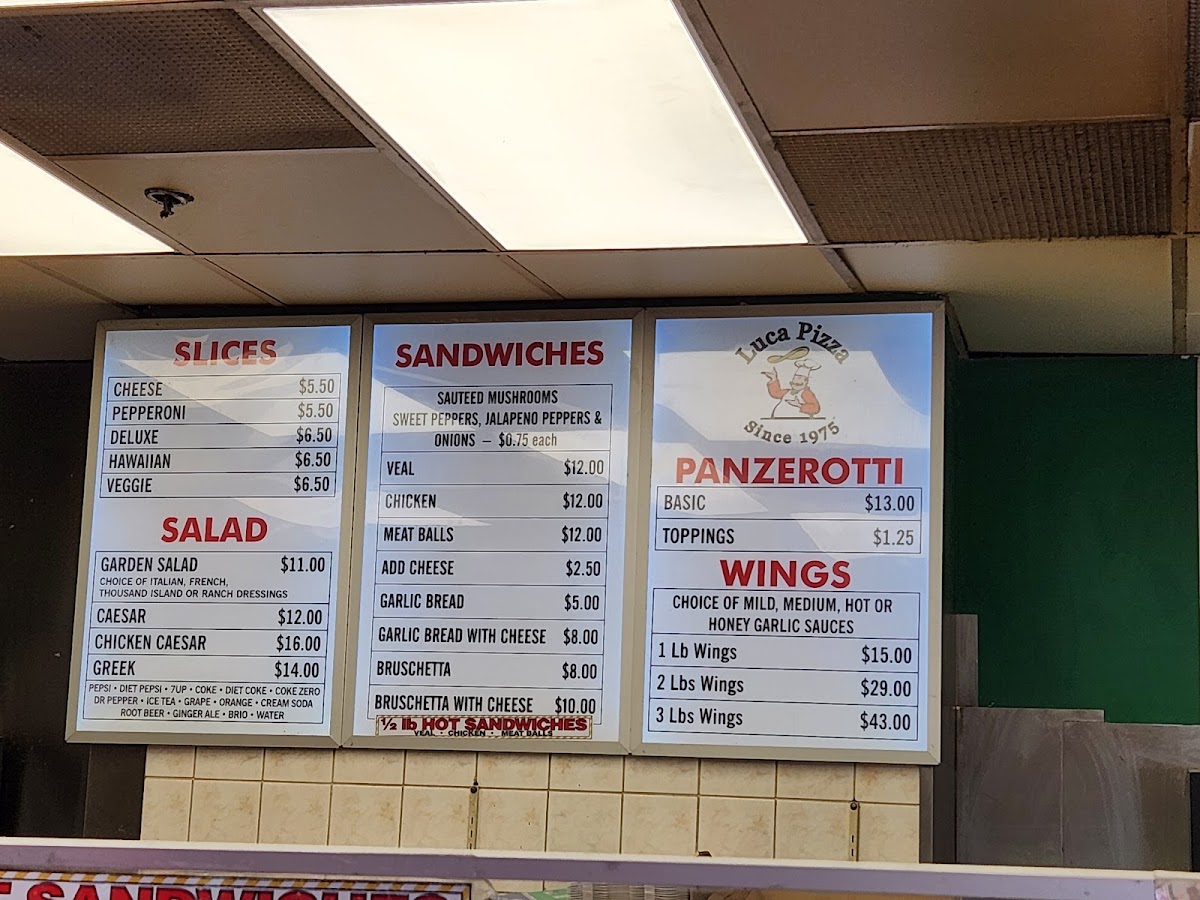 SLICES
CHEESE $5.50
PEPPERONI $5.50
DELUXE $6.50
HAWAIIAN $6.50
VEGGIE $6.50
SALAD
GARDEN SALAD $11.00
CHOICE OF ITALIAN, FRENCH,
THOUSAND ISLAND OR RANCH DRESSINGS
CAESAR $12.00
CHICKEN CAESAR $16.00
GREEK $14.00
PEPSI • DIET PEPSI • 7UP • COKE • DIET COKE • COKE ZERO
DR PEPPER • ICE TEA • GRAPE • ORANGE • CREAM SODA
ROOT BEER • GINGER ALE • BRIO • WATER
SANDWICHES
SAUTEED MUSHROOMS
SWEET PEPPERS, JALAPENO PEPPERS &
ONIONS — $0.75 each
VEAL $12.00
CHICKEN $12.00
MEAT BALLS $12.00
ADD CHEESE $2.50
GARLIC BREAD $5.00
GARLIC BREAD WITH CHEESE $8.00
BRUSCHETTA $8.00
BRUSCHETTA WITH CHEESE $10.00
½ lb HOT SANDWICHES
VEAL • CHICKEN • MEAT BALLS
Luca Pizza
Since 1975
PANZEROTTI
BASIC $13.00
TOPPINGS $1.25
WINGS
CHOICE OF MILD, MEDIUM, HOT OR
HONEY GARLIC SAUCES
1 Lb Wings $15.00
2 Lbs Wings $29.00
3 Lbs Wings $43.00
SANDWICHES